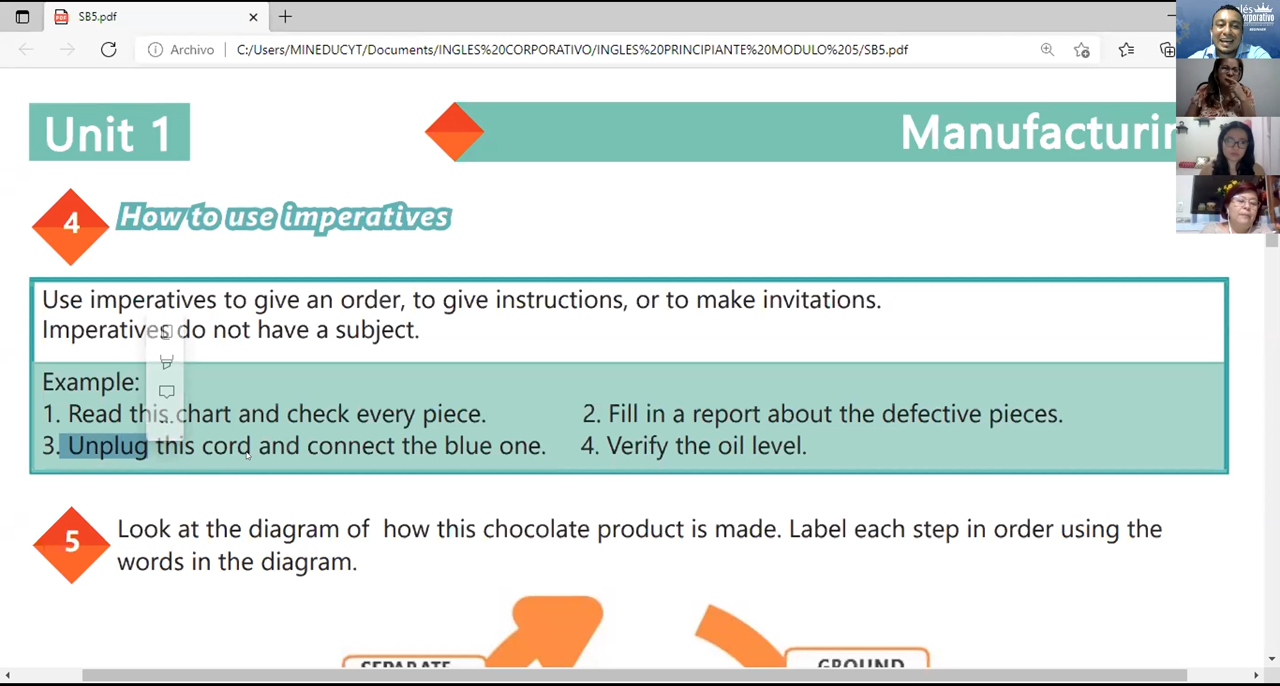 SB5.pdf
Archivo
C:/Users/MINEDUCYT/Documents/INGLES%20CORPORATIVO/INGLES%20PRINCIPIANTE%20MODULO%205/SB5.pdf
Unit 1
Manufacturin
4
How to use imperatives
Use imperatives to give an order, to give instructions, or to make invitations.
Imperatives do not have a subject.
Example:
1. Read this chart and check every piece.
2. Fill in a report about the defective pieces.
3. Unplug this cord and connect the blue one.
4. Verify the oil level.
5
Look at the diagram of how this chocolate product is made. Label each step in order using the
words in the diagram.
SEPARATE
GROUND